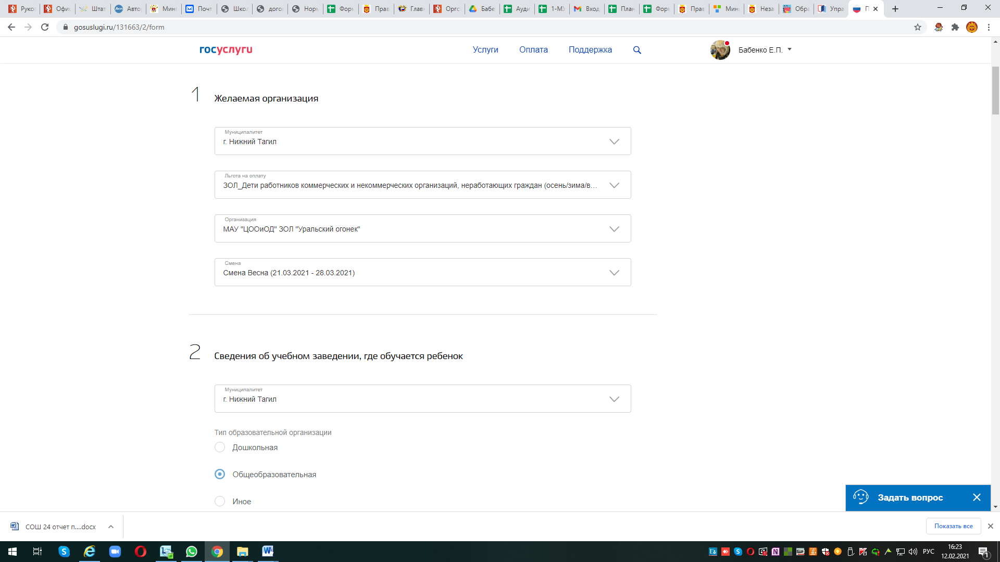 Руко
Офиц
Штат
Авто
Минп
Почт
Шко
дого
Норм
Форм
Прав
Глав
Оргс
Бабе
Ауди
1-МУ
Вход
План
Форм
Прав
Мин
Неза
Обра
Упра
П
gosuslugi.ru/131663/2/form
госуслуги
Услуги Оплата Поддержка
Бабенко Е.П.
1 Желаемая организация
Муниципалитет
г. Нижний Тагил
Льгота на оплату
ЗОЛ_Дети работников коммерческих и некоммерческих организаций, неработающих граждан (осень/зима/в...
Организация
МАУ "ЦООиОД" ЗОЛ "Уральский огонек"
Смена
Смена Весна (21.03.2021 - 28.03.2021)
2 Сведения об учебном заведении, где обучается ребенок
Муниципалитет
г. Нижний Тагил
Тип образовательной организации
Дошкольная
Общеобразовательная
Иное
Задать вопрос
СОШ 24 отчет п....docx
Показать все
РУС
16:23
12.02.2021
1